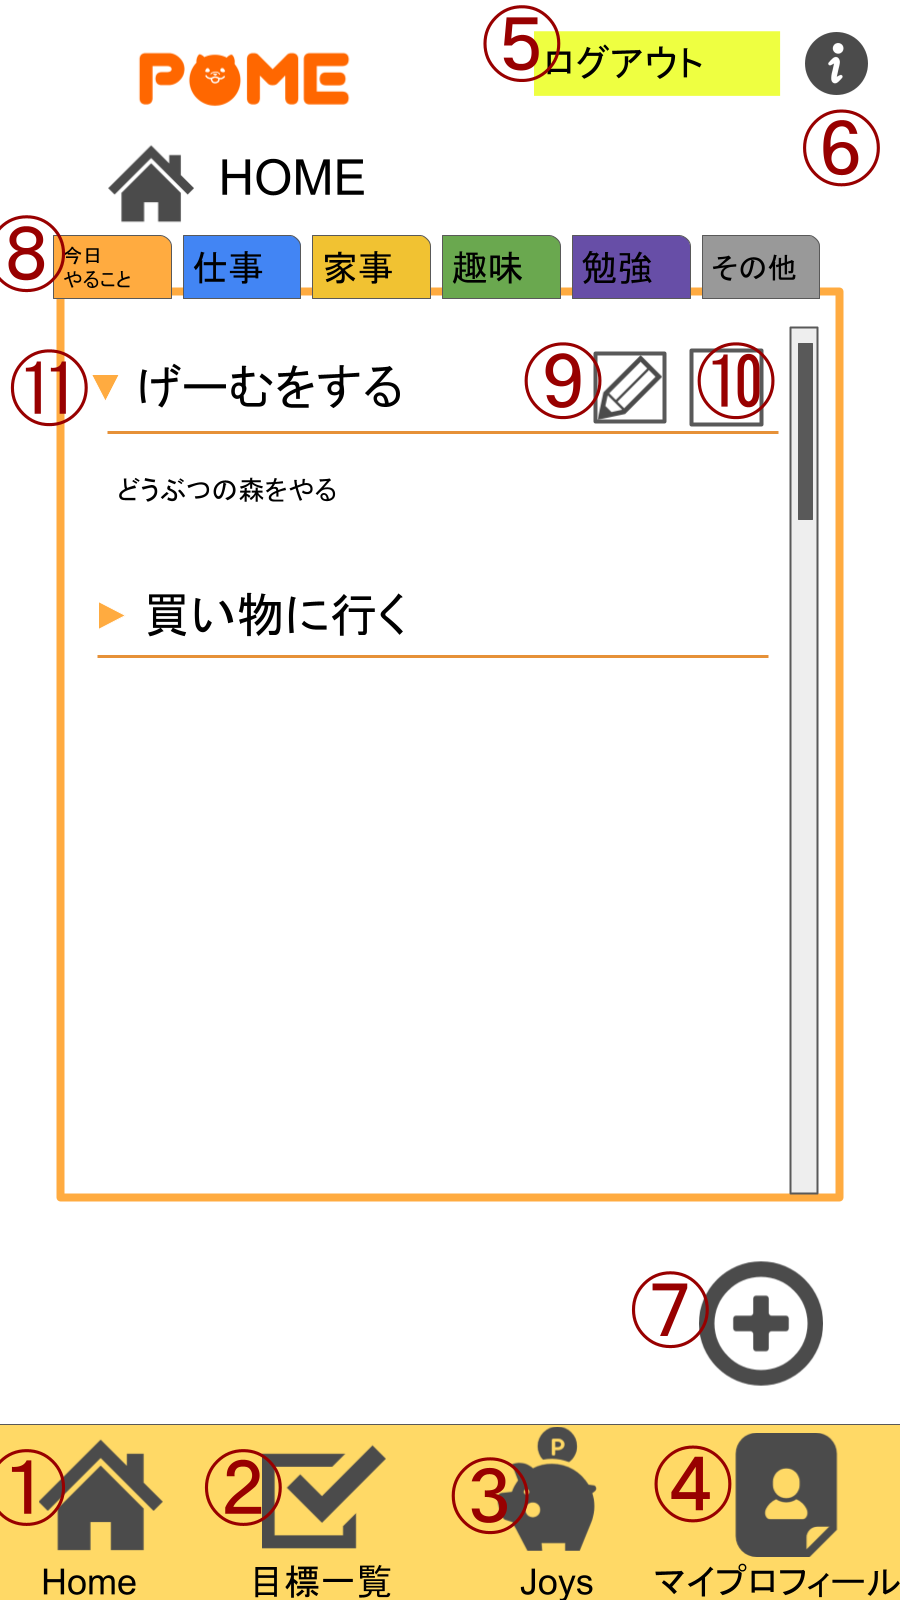 POME
⑤ ログアウト
⑥
HOME
⑧ 今日
やること
仕事
家事
趣味
勉強
その他
⑪ ▼ げーむをする ⑨ ⑩
どうぶつの森をやる
▶ 買い物に行く
⑦
① ② ③ P ④
Home 目標一覧 Joys マイプロフィール